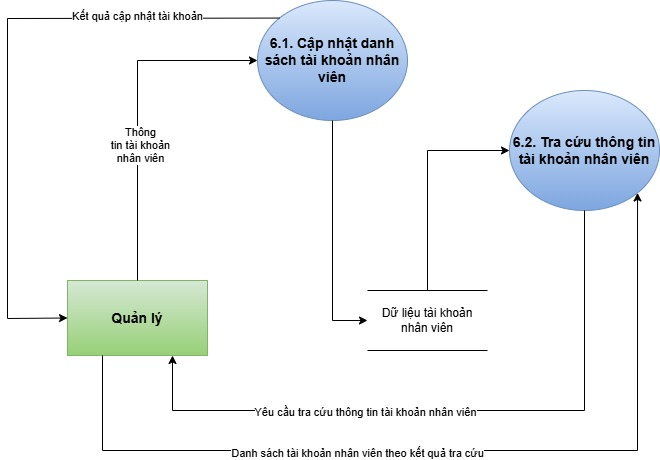 Kết quả cập nhật tài khoản
6.1. Cập nhật danh
sách tài khoản nhân
viên
Thông
tin tài khoản
nhân viên
6.2. Tra cứu thông tin
tài khoản nhân viên
Quản lý
Dữ liệu tài khoản
nhân viên
Yêu cầu tra cứu thông tin tài khoản nhân viên
Danh sách tài khoản nhân viên theo kết quả tra cứu